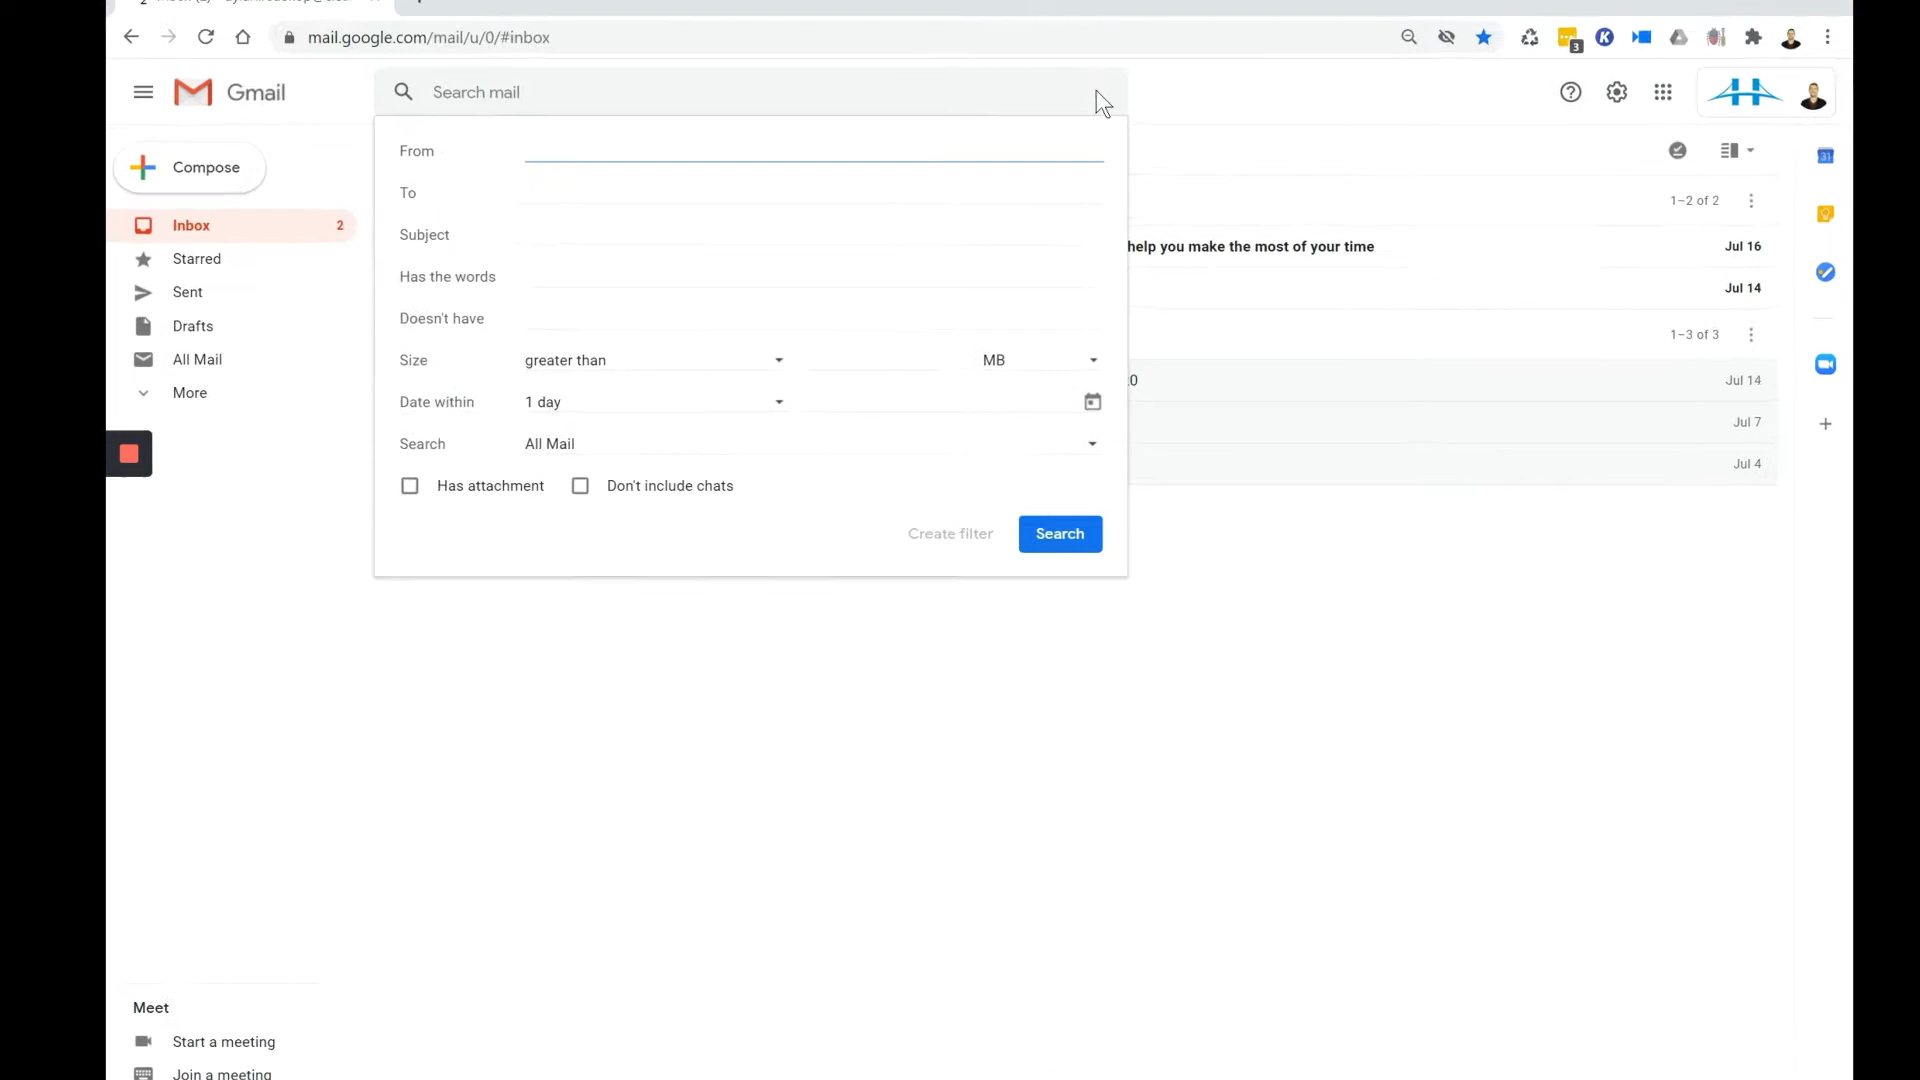 mail.google.com/mail/u/0/#inbox
3
Gmail
Search mail
Compose
Inbox 2
Starred
Sent
Drafts
All Mail
More
From
To
Subject
Has the words
Doesn't have
Size greater than MB
Date within 1 day
Search All Mail
Has attachment Don't include chats
Create filter Search
1–2 of 2
help you make the most of your time Jul 16
Jul 14
1–3 of 3
Jul 14
Jul 7
Jul 4
31
Meet
Start a meeting
Join a meeting